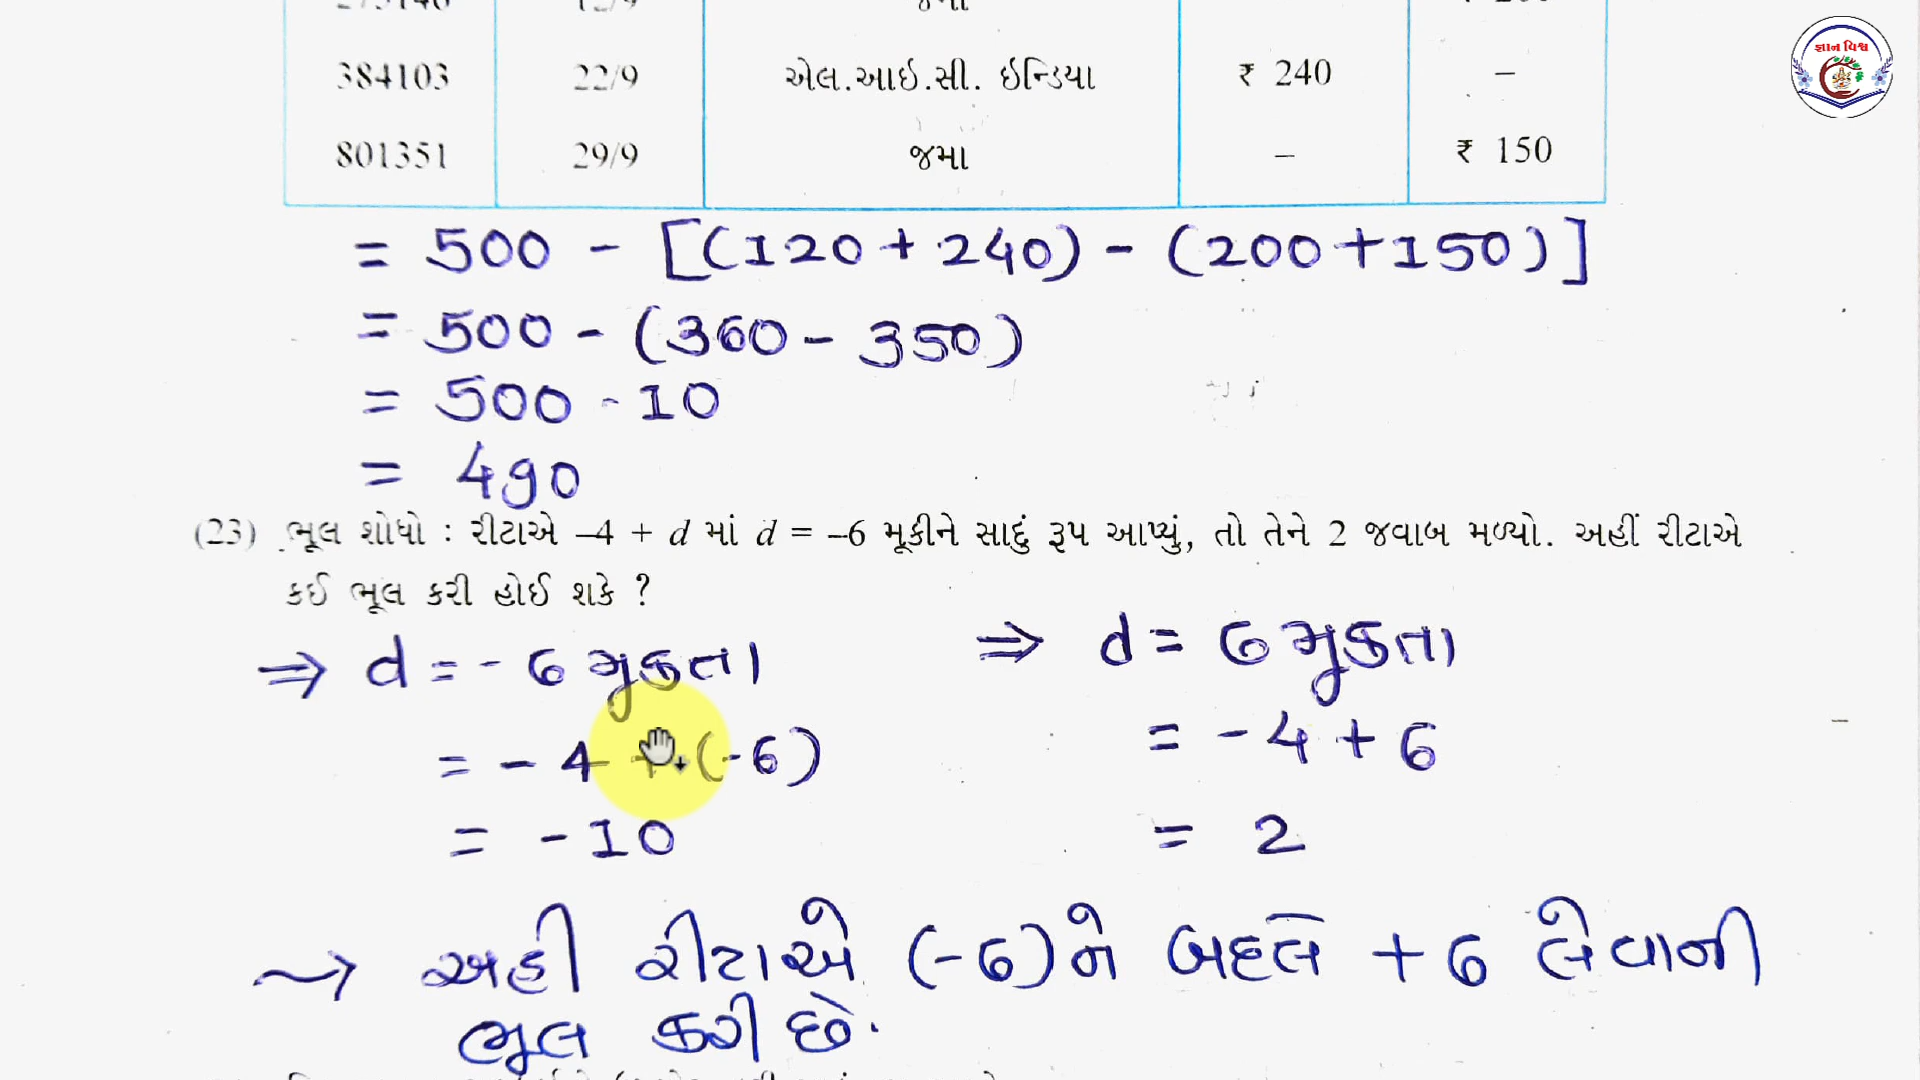 જ્ઞાન વિશ્વ
384103 22/9 એલ.આઇ.સી. ઇન્ડિયા ₹ 240 –
801351 29/9 જમા – ₹ 150
= 500 - [(120 + 240) - (200 + 150)]
= 500 - (360 - 350)
= 500 - 10
= 490
(23) ભૂલ શોધો : રીટાએ –4 + d માં d = –6 મૂકીને સાદું રૂપ આપ્યું, તો તેને 2 જવાબ મળ્યો. અહીં રીટાએ
કઈ ભૂલ કરી હોઈ શકે ?
⇒ d = - 6 મુકતા ⇒ d = 6 મુકતા
= - 4 + (-6) = - 4 + 6
= - 10 = 2
→ અહી રીટાએ (-6)ને બદલે + 6 લેવાની
ભૂલ કરી છે.